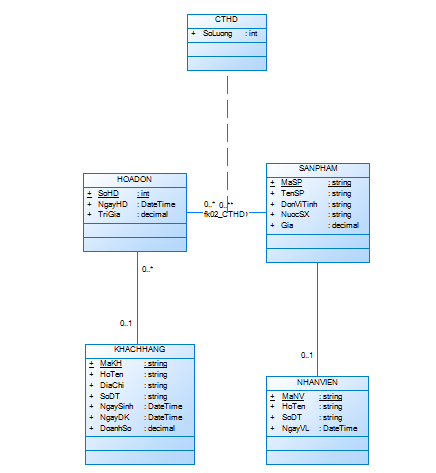 CTHD
+ SoLuong : int
HOADON
+ SoHD : int
+ NgayHD : DateTime
+ TriGia : decimal
SANPHAM
+ MaSP : string
+ TenSP : string
+ DonViTinh : string
+ NuocSX : string
+ Gia : decimal
0..*
0..*
0..*
0..1
KHACHHANG
+ MaKH : string
+ HoTen : string
+ DiaChi : string
+ SoDT : string
+ NgaySinh : DateTime
+ NgayDK : DateTime
+ DoanhSo : decimal
0..1
NHANVIEN
+ MaNV : string
+ HoTen : string
+ SoDT : string
+ NgayVL : DateTime